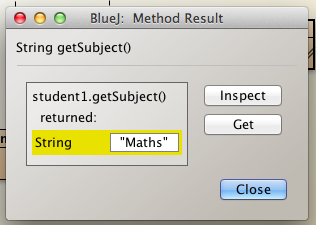 BlueJ: Method Result
String getSubject()
student1.getSubject()
returned:
String "Maths"
Inspect
Get
Close